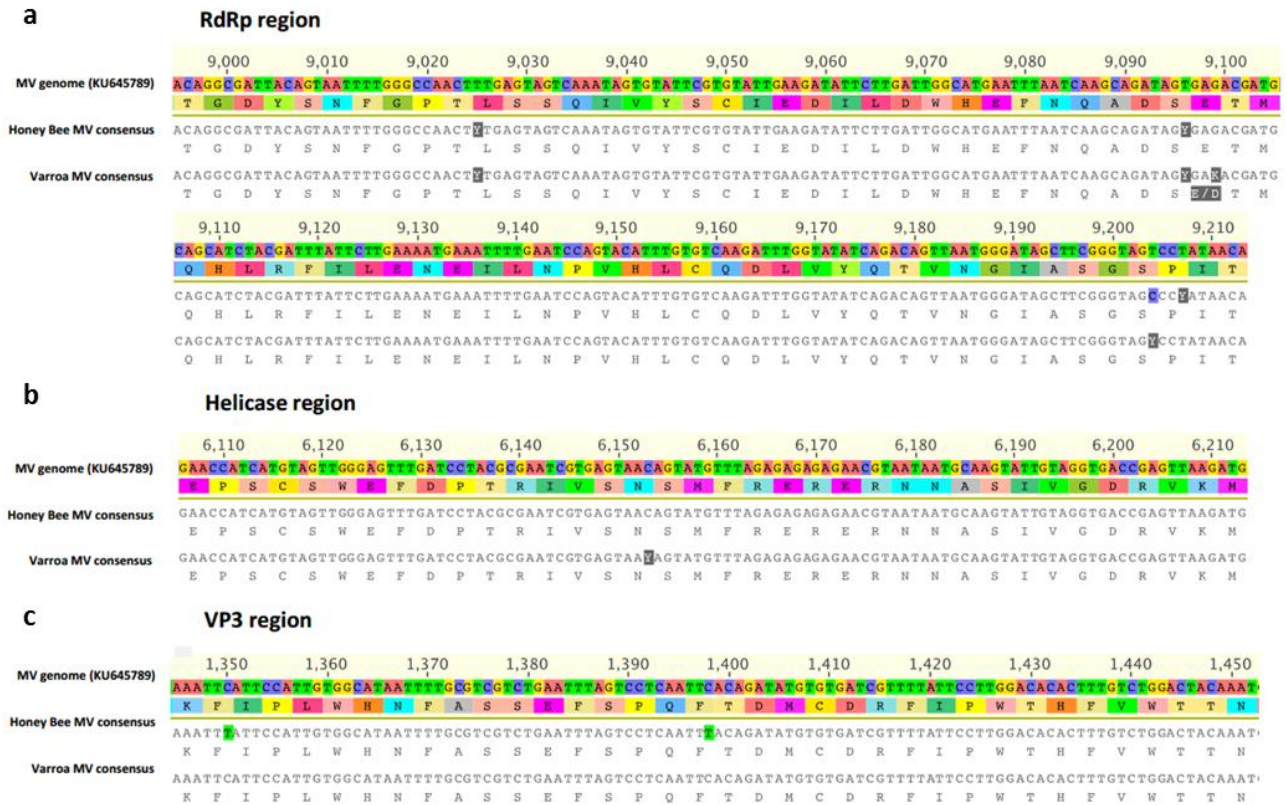 a
RdRp region
9,000 9,010 9,020 9,030 9,040 9,050 9,060 9,070 9,080 9,090 9,100
MV genome (KU645789) ACAGGCGATTACAGTAATTTTGGGCCAACTTTGAGTAGTCAAATAGTGTATTCGTGTATTGAAGATATTCTTGATTGGCATGAATTTAATCAAGCAGATAGTGAGACGATG
T G D Y S N F G P T L S S Q I V Y S C I E D I L D W H E F N Q A D S E T M
Honey Bee MV consensus ACAGGCGATTACAGTAATTTTGGGCCAACTYTGAGTAGTCAAATAGTGTATTCGTGTATTGAAGATATTCTTGATTGGCATGAATTTAATCAAGCAGATAGYGAGACGATG
T G D Y S N F G P T L S S Q I V Y S C I E D I L D W H E F N Q A D S E T M
Varroa MV consensus ACAGGCGATTACAGTAATTTTGGGCCAACTYTGAGTAGTCAAATAGTGTATTCGTGTATTGAAGATATTCTTGATTGGCATGAATTTAATCAAGCAGATAGYGAKACGATG
T G D Y S N F G P T L S S Q I V Y S C I E D I L D W H E F N Q A D S E/D T M
9,110 9,120 9,130 9,140 9,150 9,160 9,170 9,180 9,190 9,200 9,210
CAGCATCTACGATTTATTCTTGAAAATGAAATTTTGAATCCAGTACATTTGTGTCAAGATTTGGTATATCAGACAGTTAATGGGATAGCTTCGGGTAGTCCTATAACA
Q H L R F I L E N E I L N P V H L C Q D L V Y Q T V N G I A S G S P I T
CAGCATCTACGATTTATTCTTGAAAATGAAATTTTGAATCCAGTACATTTGTGTCAAGATTTGGTATATCAGACAGTTAATGGGATAGCTTCGGGTAGCCCYATAACA
Q H L R F I L E N E I L N P V H L C Q D L V Y Q T V N G I A S G S P I T
CAGCATCTACGATTTATTCTTGAAAATGAAATTTTGAATCCAGTACATTTGTGTCAAGATTTGGTATATCAGACAGTTAATGGGATAGCTTCGGGTAGYCCTATAACA
Q H L R F I L E N E I L N P V H L C Q D L V Y Q T V N G I A S G S P I T
b
Helicase region
6,110 6,120 6,130 6,140 6,150 6,160 6,170 6,180 6,190 6,200 6,210
MV genome (KU645789) GAACCATCATGTAGTTGGGAGTTTGATCCTACGCGAATCGTGAGTAACAGTATGTTTAGAGAGAGAGAACGTAATAATGCAAGTATTGTAGGTGACCGAGTTAAGATG
E P S C S W E F D P T R I V S N S M F R E R E R N N A S I V G D R V K M
Honey Bee MV consensus GAACCATCATGTAGTTGGGAGTTTGATCCTACGCGAATCGTGAGTAACAGTATGTTTAGAGAGAGAGAACGTAATAATGCAAGTATTGTAGGTGACCGAGTTAAGATG
E P S C S W E F D P T R I V S N S M F R E R E R N N A S I V G D R V K M
Varroa MV consensus GAACCATCATGTAGTTGGGAGTTTGATCCTACGCGAATCGTGAGTAAYAGTATGTTTAGAGAGAGAGAACGTAATAATGCAAGTATTGTAGGTGACCGAGTTAAGATG
E P S C S W E F D P T R I V S N S M F R E R E R N N A S I V G D R V K M
c
VP3 region
1,350 1,360 1,370 1,380 1,390 1,400 1,410 1,420 1,430 1,440 1,450
MV genome (KU645789) AAATTCATTCCATTGTGGCATAATTTTGCGTCGTCTGAATTTAGTCCTCAATTCACAGATATGTGTGATCGTTTTATTCCTTGGACACACTTTGTCTGGACTACAAAT
K F I P L W H N F A S S E F S P Q F T D M C D R F I P W T H F V W T T N
Honey Bee MV consensus AAATTTATTCCATTGTGGCATAATTTTGCGTCGTCTGAATTTAGTCCTCAATTTACAGATATGTGTGATCGTTTTATTCCTTGGACACACTTTGTCTGGACTACAAAT
K F I P L W H N F A S S E F S P Q F T D M C D R F I P W T H F V W T T N
Varroa MV consensus AAATTCATTCCATTGTGGCATAATTTTGCGTCGTCTGAATTTAGTCCTCAATTCACAGATATGTGTGATCGTTTTATTCCTTGGACACACTTTGTCTGGACTACAAAT
K F I P L W H N F A S S E F S P Q F T D M C D R F I P W T H F V W T T N